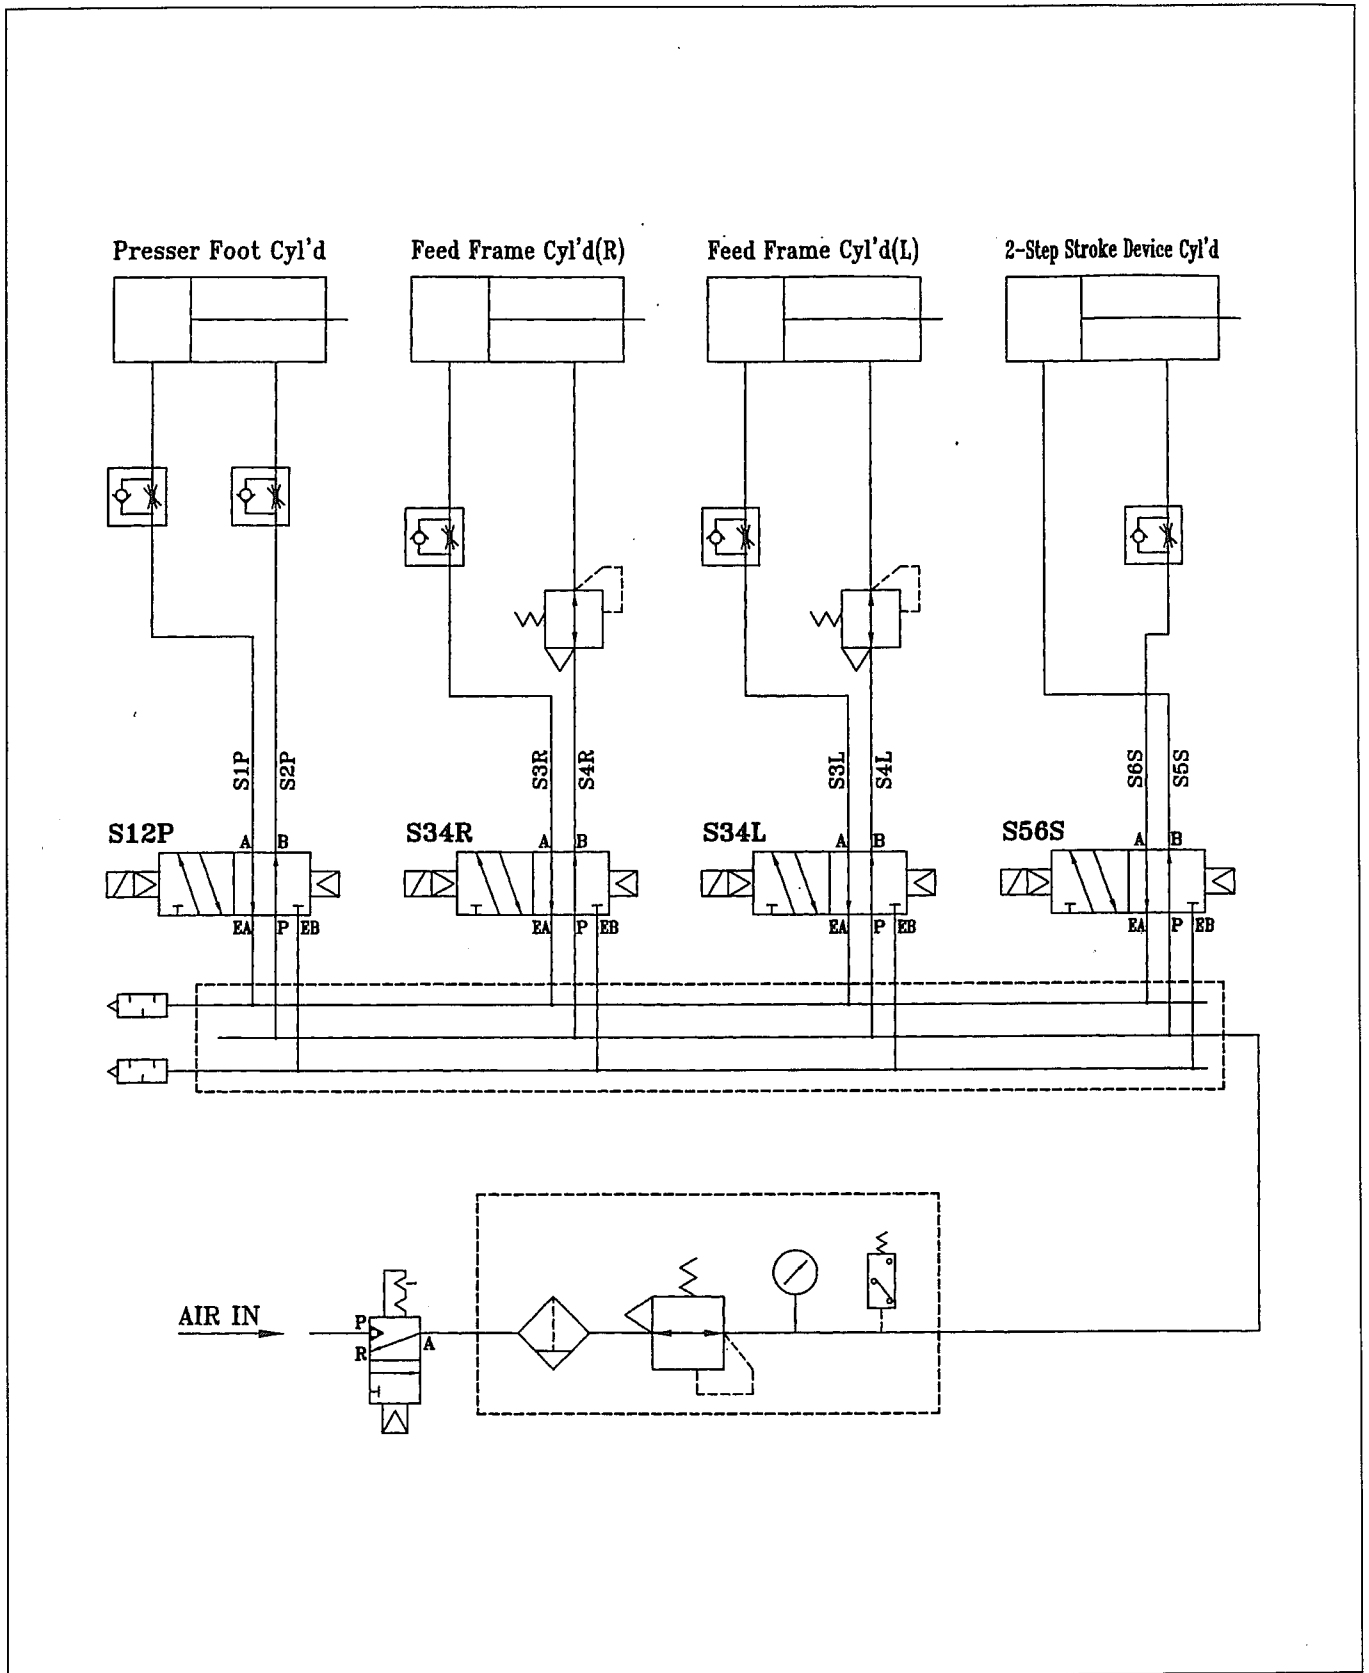 Presser Foot Cyl'd
Feed Frame Cyl'd(R)
Feed Frame Cyl'd(L)
2-Step Stroke Device Cyl'd
S1P
S2P
S3R
S4R
S3L
S4L
S6S
S5S
S12P
A
B
S34R
A
B
S34L
A
B
S56S
A
B
EA
P
EB
EA
P
EB
EA
P
EB
EA
P
EB
AIR IN
P
R
A